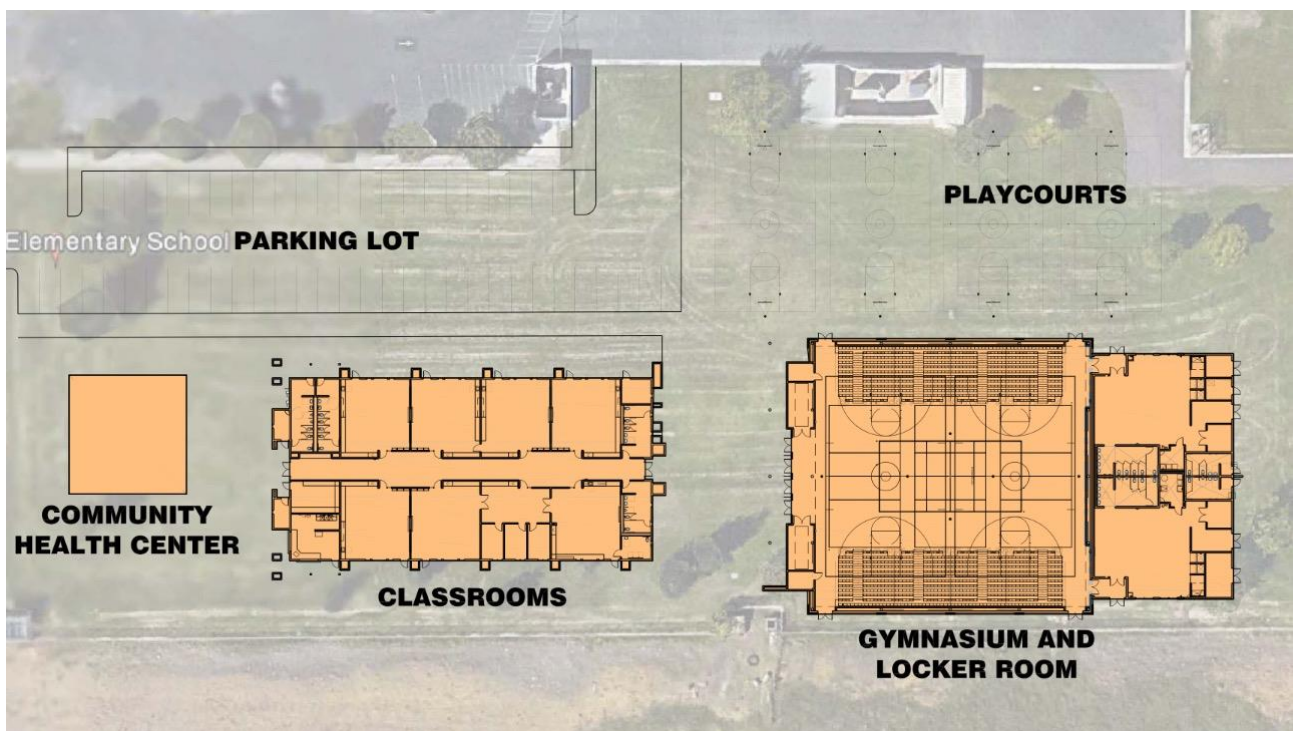 PLAYCOURTS
Elementary School PARKING LOT
COMMUNITY
HEALTH CENTER
CLASSROOMS
GYMNASIUM AND
LOCKER ROOM